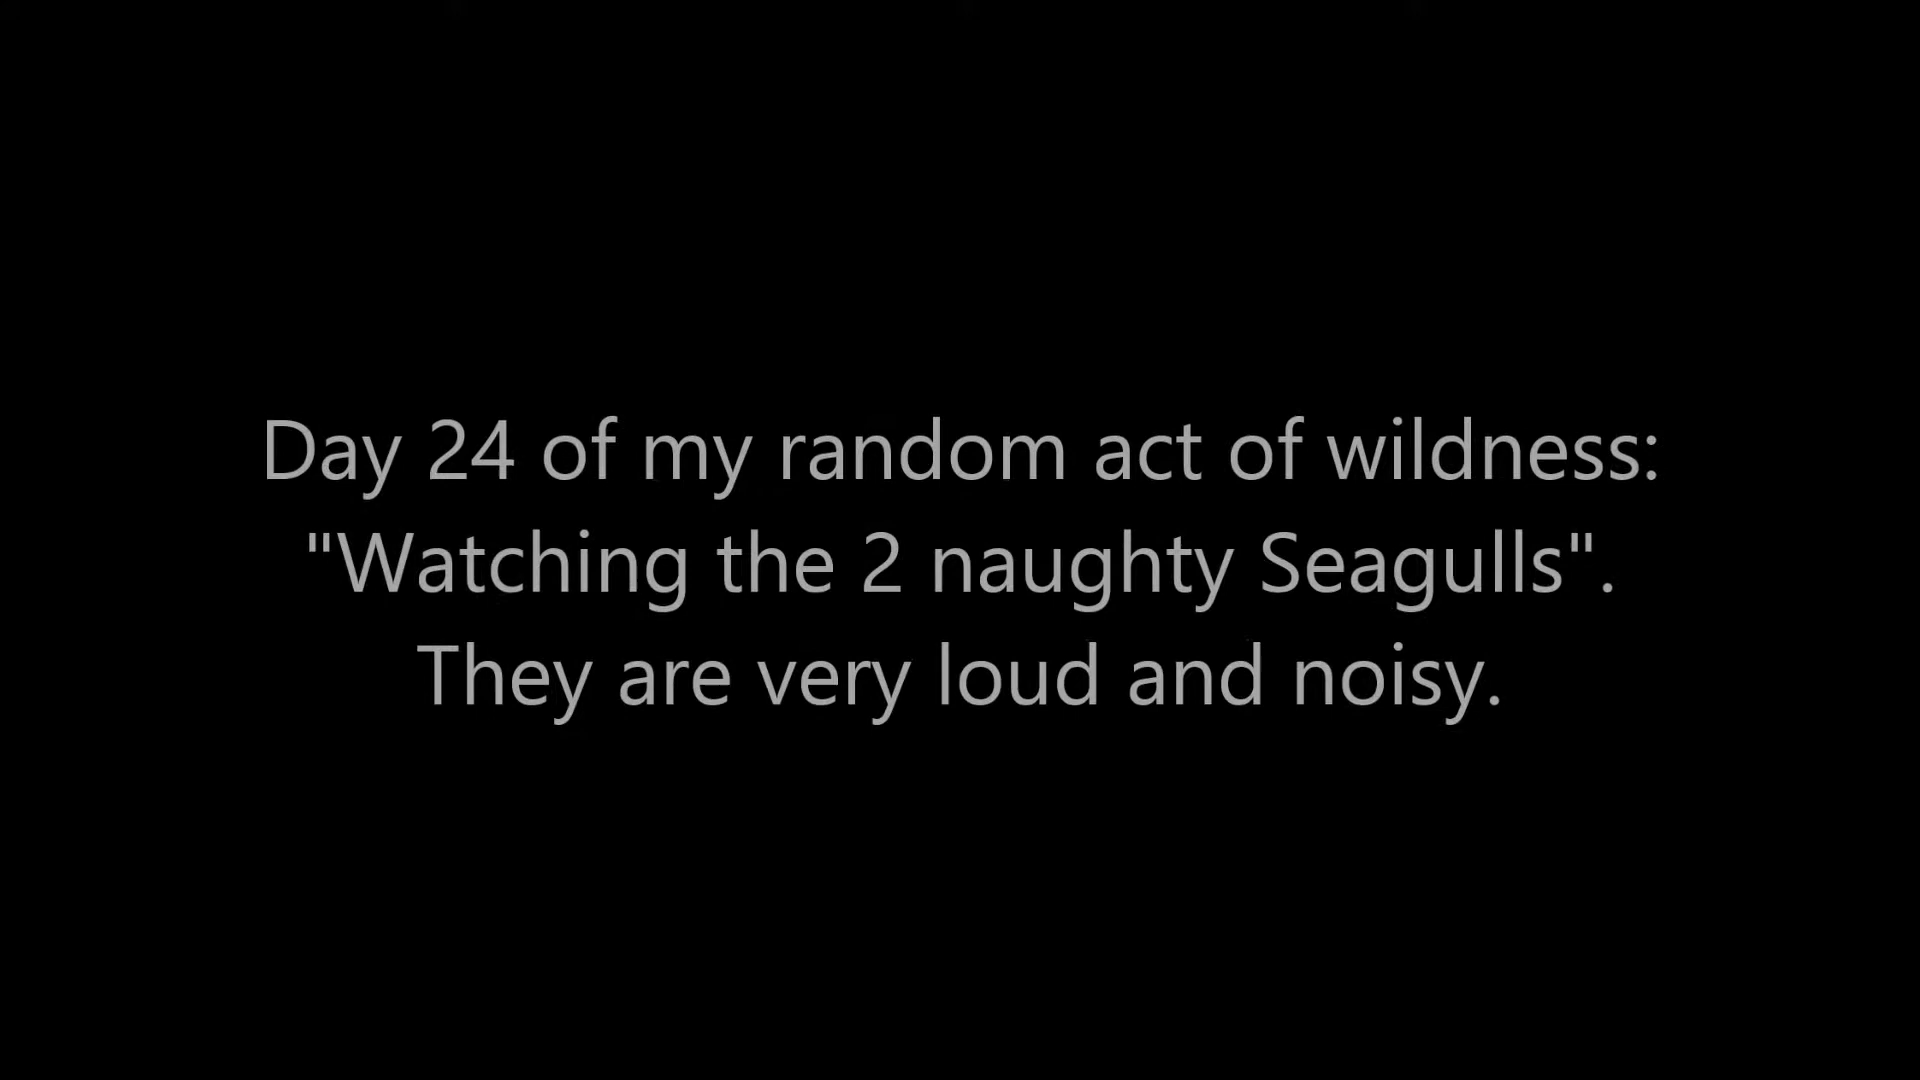 Day 24 of my random act of wildness:
"Watching the 2 naughty Seagulls".
They are very loud and noisy.